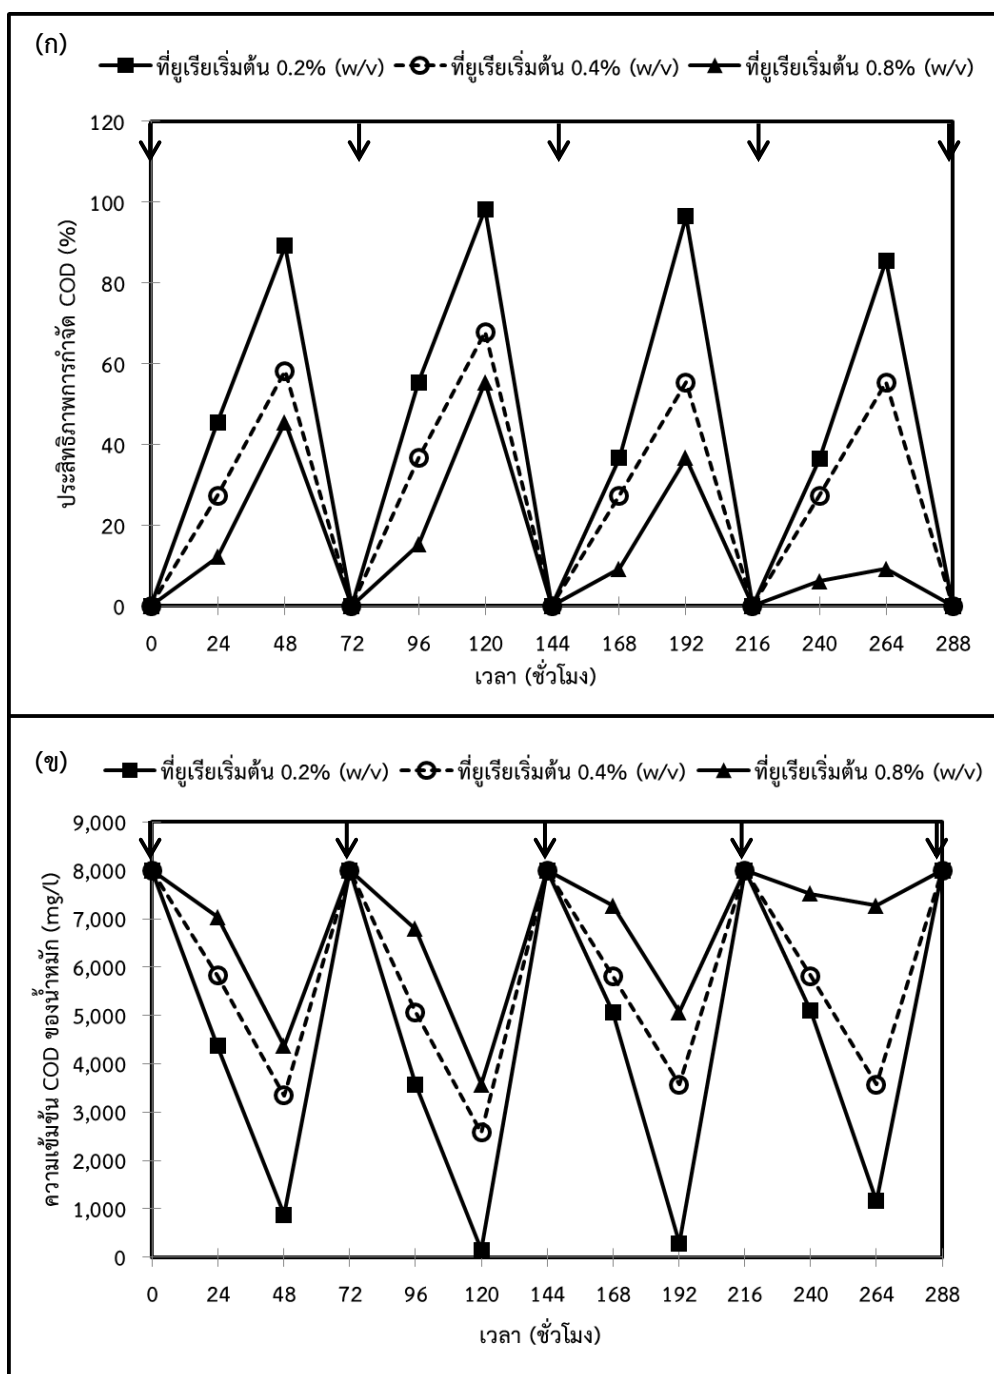 (ก)
ที่ยูเรียเริ่มต้น 0.2% (w/v) ที่ยูเรียเริ่มต้น 0.4% (w/v) ที่ยูเรียเริ่มต้น 0.8% (w/v)
120
100
80
60
40
20
0
ประสิทธิภาพการกำจัด COD (%)
0 24 48 72 96 120 144 168 192 216 240 264 288
เวลา (ชั่วโมง)
(ข)
ที่ยูเรียเริ่มต้น 0.2% (w/v) ที่ยูเรียเริ่มต้น 0.4% (w/v) ที่ยูเรียเริ่มต้น 0.8% (w/v)
9,000
8,000
7,000
6,000
5,000
4,000
3,000
2,000
1,000
0
ความเข้มข้น COD ของน้ำหมัก (mg/l)
0 24 48 72 96 120 144 168 192 216 240 264 288
เวลา (ชั่วโมง)